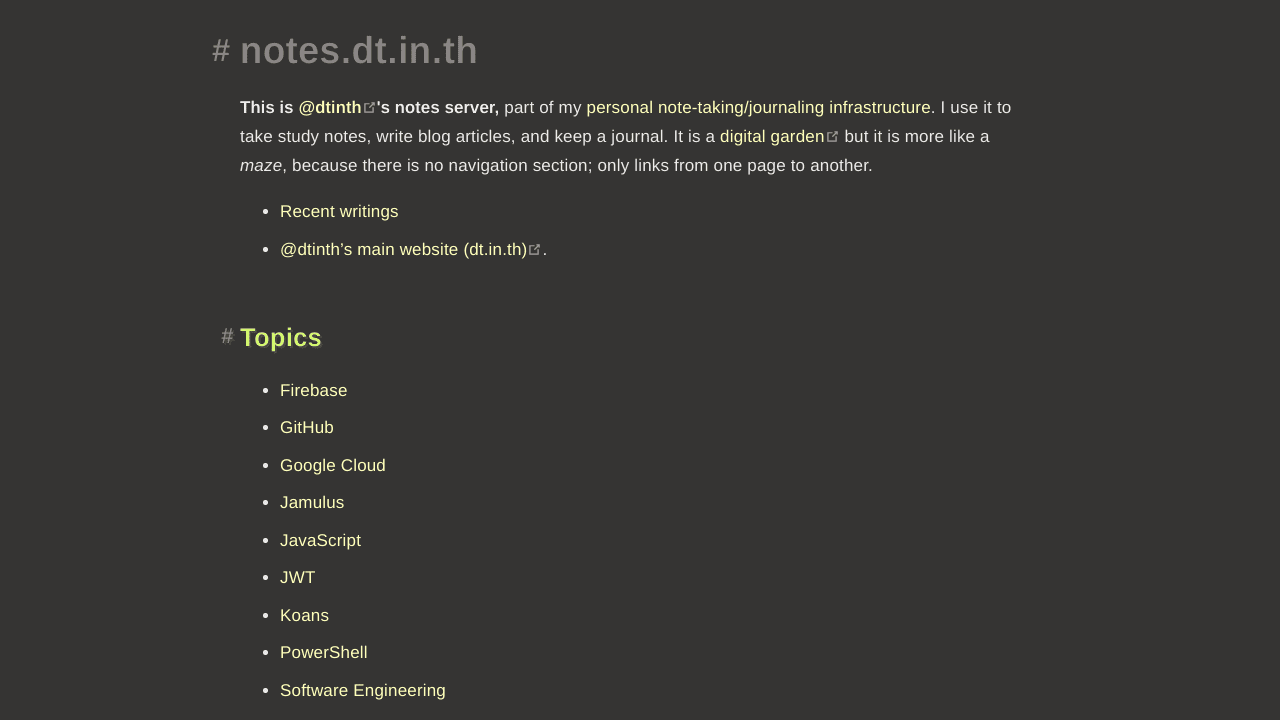 # notes.dt.in.th
This is @dtinth's notes server, part of my personal note-taking/journaling infrastructure. I use it to
take study notes, write blog articles, and keep a journal. It is a digital garden but it is more like a
maze, because there is no navigation section; only links from one page to another.
• Recent writings
• @dtinth’s main website (dt.in.th).
# Topics
• Firebase
• GitHub
• Google Cloud
• Jamulus
• JavaScript
• JWT
• Koans
• PowerShell
• Software Engineering